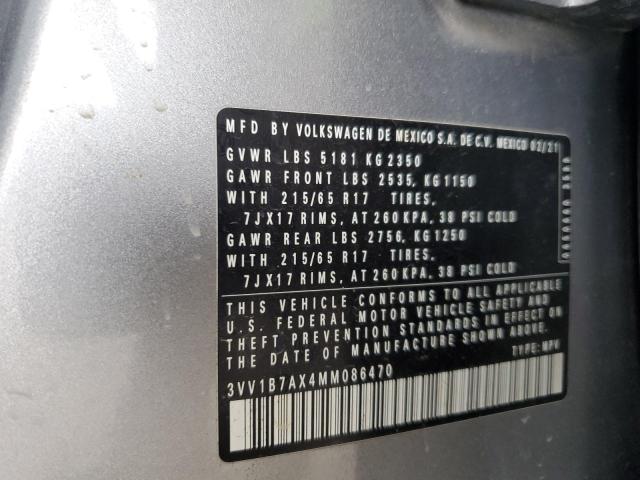 MFD BY VOLKSWAGEN DE MEXICO S.A. DE C.V. MEXICO 02/21
GVWR LBS 5181 KG 2350
GAWR FRONT LBS 2535, KG 1150
WITH 215/65 R17 TIRES,
7JX17 RIMS, AT 260 KPA, 38 PSI COLD
GAWR REAR LBS 2756, KG 1250
WITH 215/65 R17 TIRES,
7JX17 RIMS, AT 260 KPA, 38 PSI COLD
THIS VEHICLE CONFORMS TO ALL APPLICABLE
U.S. FEDERAL MOTOR VEHICLE SAFETY AND
THEFT PREVENTION STANDARDS IN EFFECT ON
THE DATE OF MANUFACTURE SHOWN ABOVE.
3VV1B7AX4MM086470 TYPE: MPV